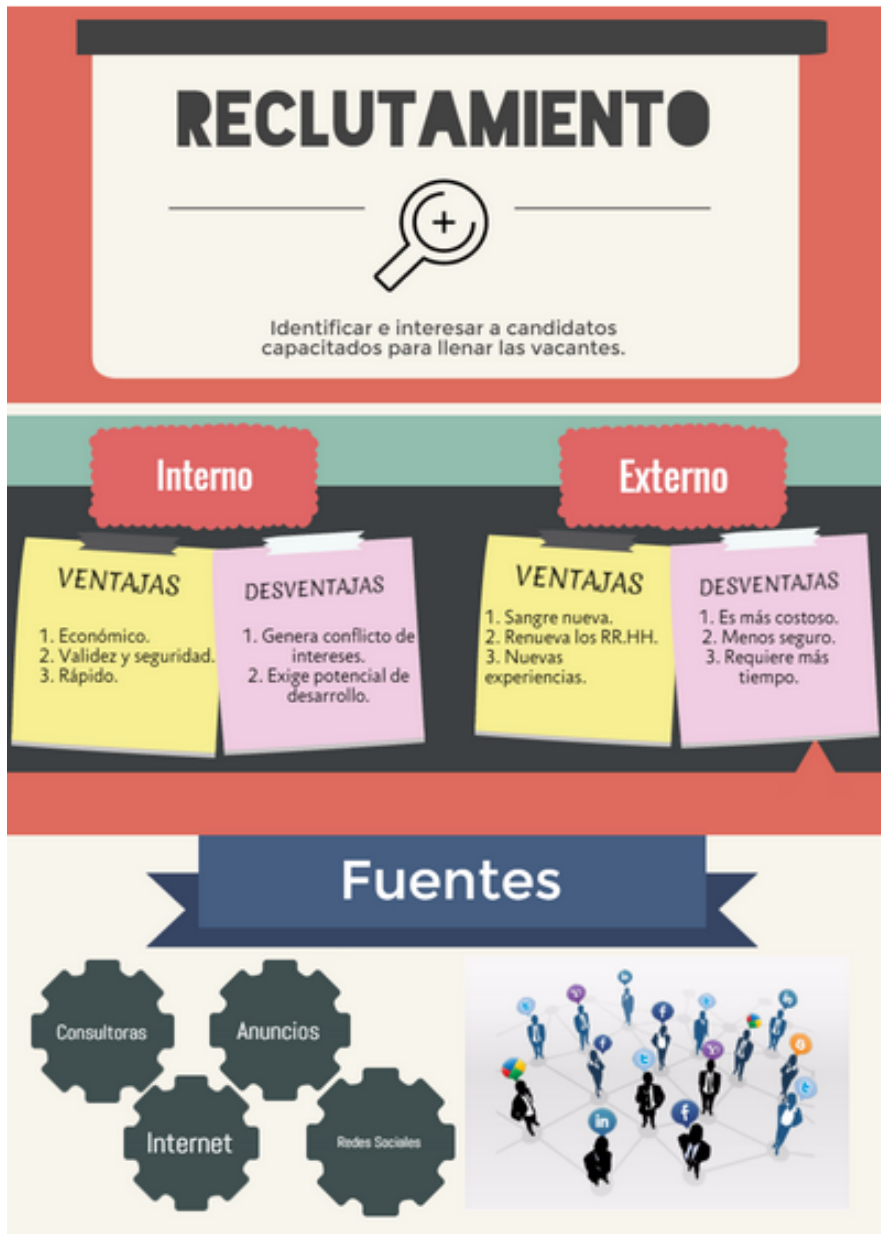 RECLUTAMIENTO
Identificar e interesar a candidatos
capacitados para llenar las vacantes.
Interno
VENTAJAS
1. Económico.
2. Validez y seguridad.
3. Rápido.
DESVENTAJAS
1. Genera conflicto de
intereses.
2. Exige potencial de
desarrollo.
Externo
VENTAJAS
1. Sangre nueva.
2. Renueva los RR.HH.
3. Nuevas
experiencias.
DESVENTAJAS
1. Es más costoso.
2. Menos seguro.
3. Requiere más
tiempo.
Fuentes
Consultoras
Anuncios
Internet
Redes Sociales